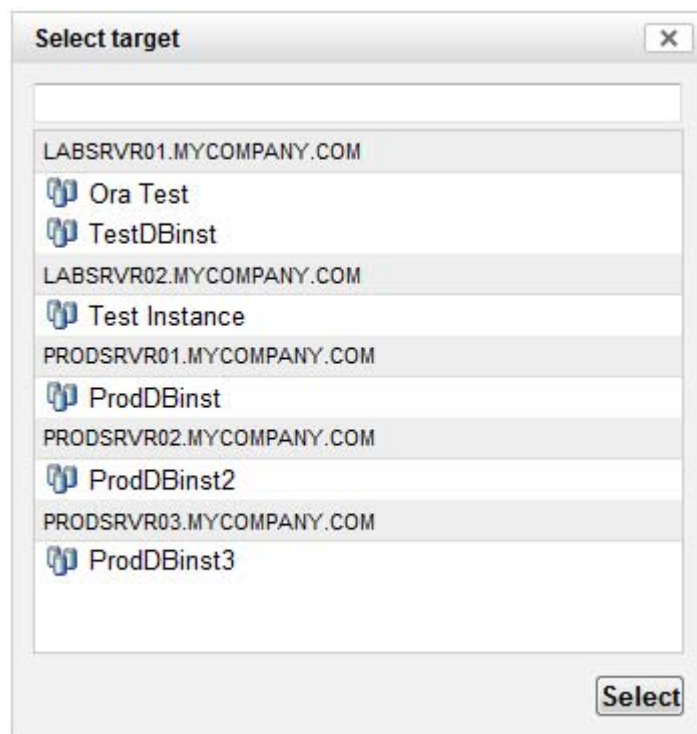 Select target
LABSRVR01.MYCOMPANY.COM
Ora Test
TestDBinst
LABSRVR02.MYCOMPANY.COM
Test Instance
PRODSRVR01.MYCOMPANY.COM
ProdDBinst
PRODSRVR02.MYCOMPANY.COM
ProdDBinst2
PRODSRVR03.MYCOMPANY.COM
ProdDBinst3
Select